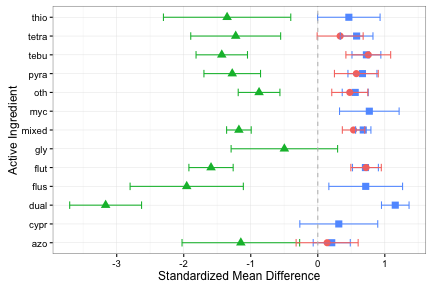 Active Ingredient
thio
tetra
tebu
pyra
oth
myc
mixed
gly
flut
flus
dual
cypr
azo
-3 -2 -1 0 1
Standardized Mean Difference